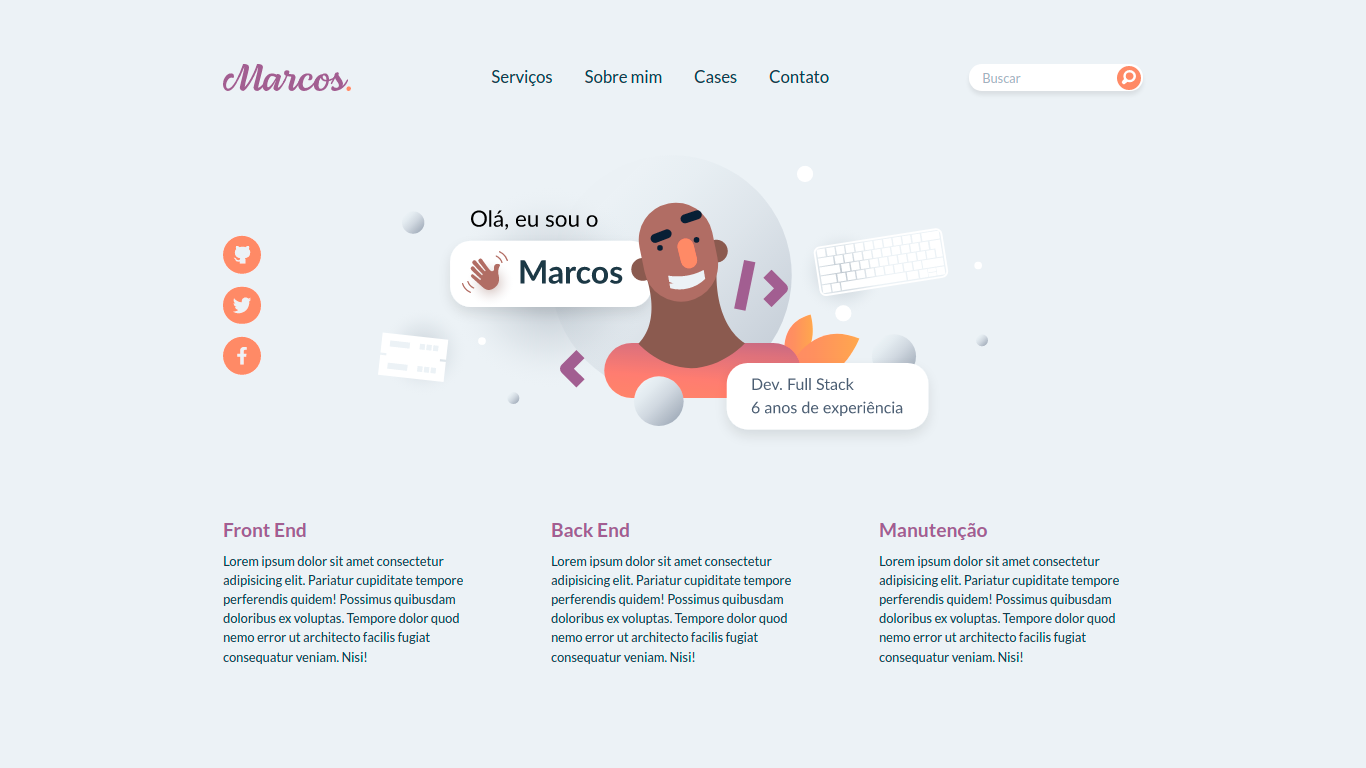 Marcos.
Serviços Sobre mim Cases Contato
Buscar
Olá, eu sou o
Marcos
Dev. Full Stack
6 anos de experiência
Front End
Lorem ipsum dolor sit amet consectetur
adipisicing elit. Pariatur cupiditate tempore
perferendis quidem! Possimus quibusdam
doloribus ex voluptas. Tempore dolor quod
nemo error ut architecto facilis fugiat
consequatur veniam. Nisi!
Back End
Lorem ipsum dolor sit amet consectetur
adipisicing elit. Pariatur cupiditate tempore
perferendis quidem! Possimus quibusdam
doloribus ex voluptas. Tempore dolor quod
nemo error ut architecto facilis fugiat
consequatur veniam. Nisi!
Manutenção
Lorem ipsum dolor sit amet consectetur
adipisicing elit. Pariatur cupiditate tempore
perferendis quidem! Possimus quibusdam
doloribus ex voluptas. Tempore dolor quod
nemo error ut architecto facilis fugiat
consequatur veniam. Nisi!